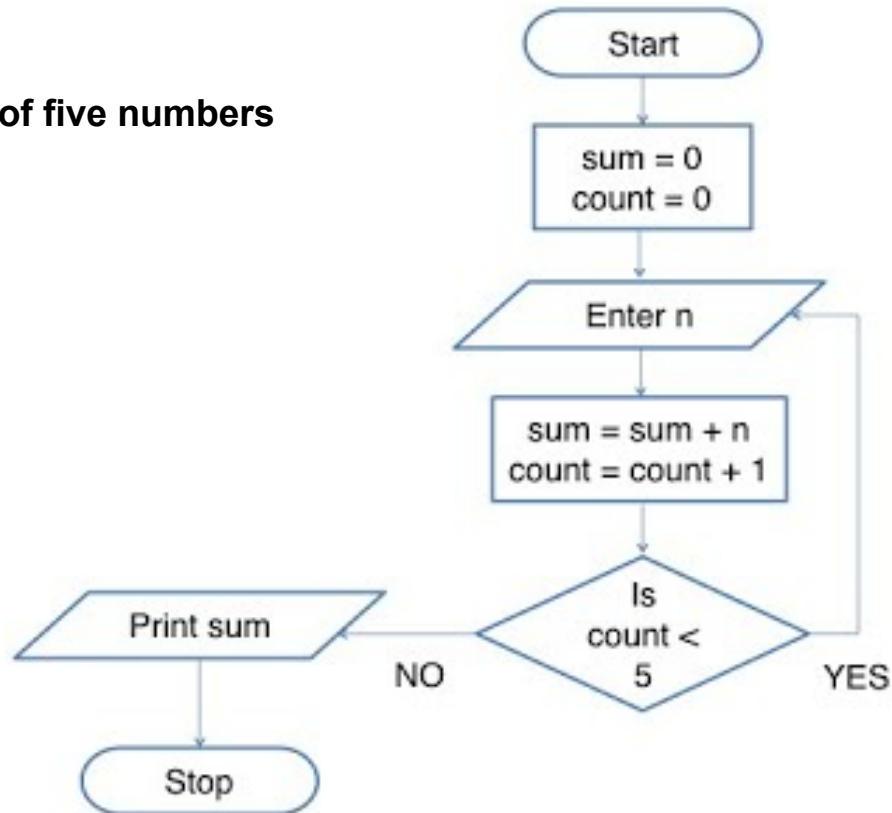 Start
of five numbers
sum = 0
count = 0
Enter n
sum = sum + n
count = count + 1
Is
count <
5
YES
NO
Print sum
Stop